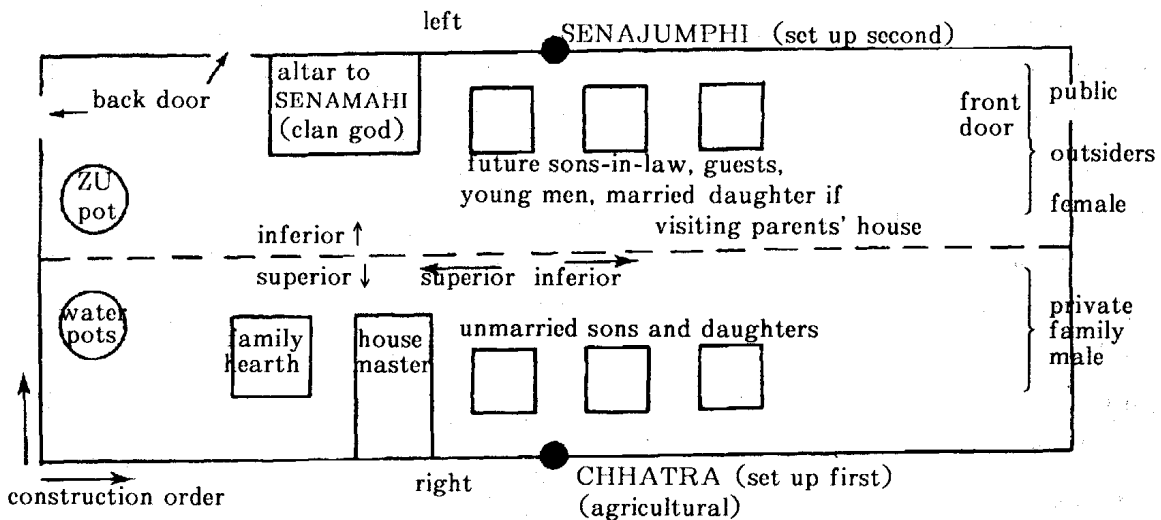 left
SENAJUMPHI (set up second)
altar to
SENAMAHI
(clan god)
back door
front
door
public
outsiders
female
future sons-in-law, guests,
young men, married daughter if
visiting parents' house
ZU
pot
inferior ↑
superior ↓
superior inferior
water
pots
family
hearth
house
master
unmarried sons and daughters
private
family
male
right
CHHATRA (set up first)
(agricultural)
construction order